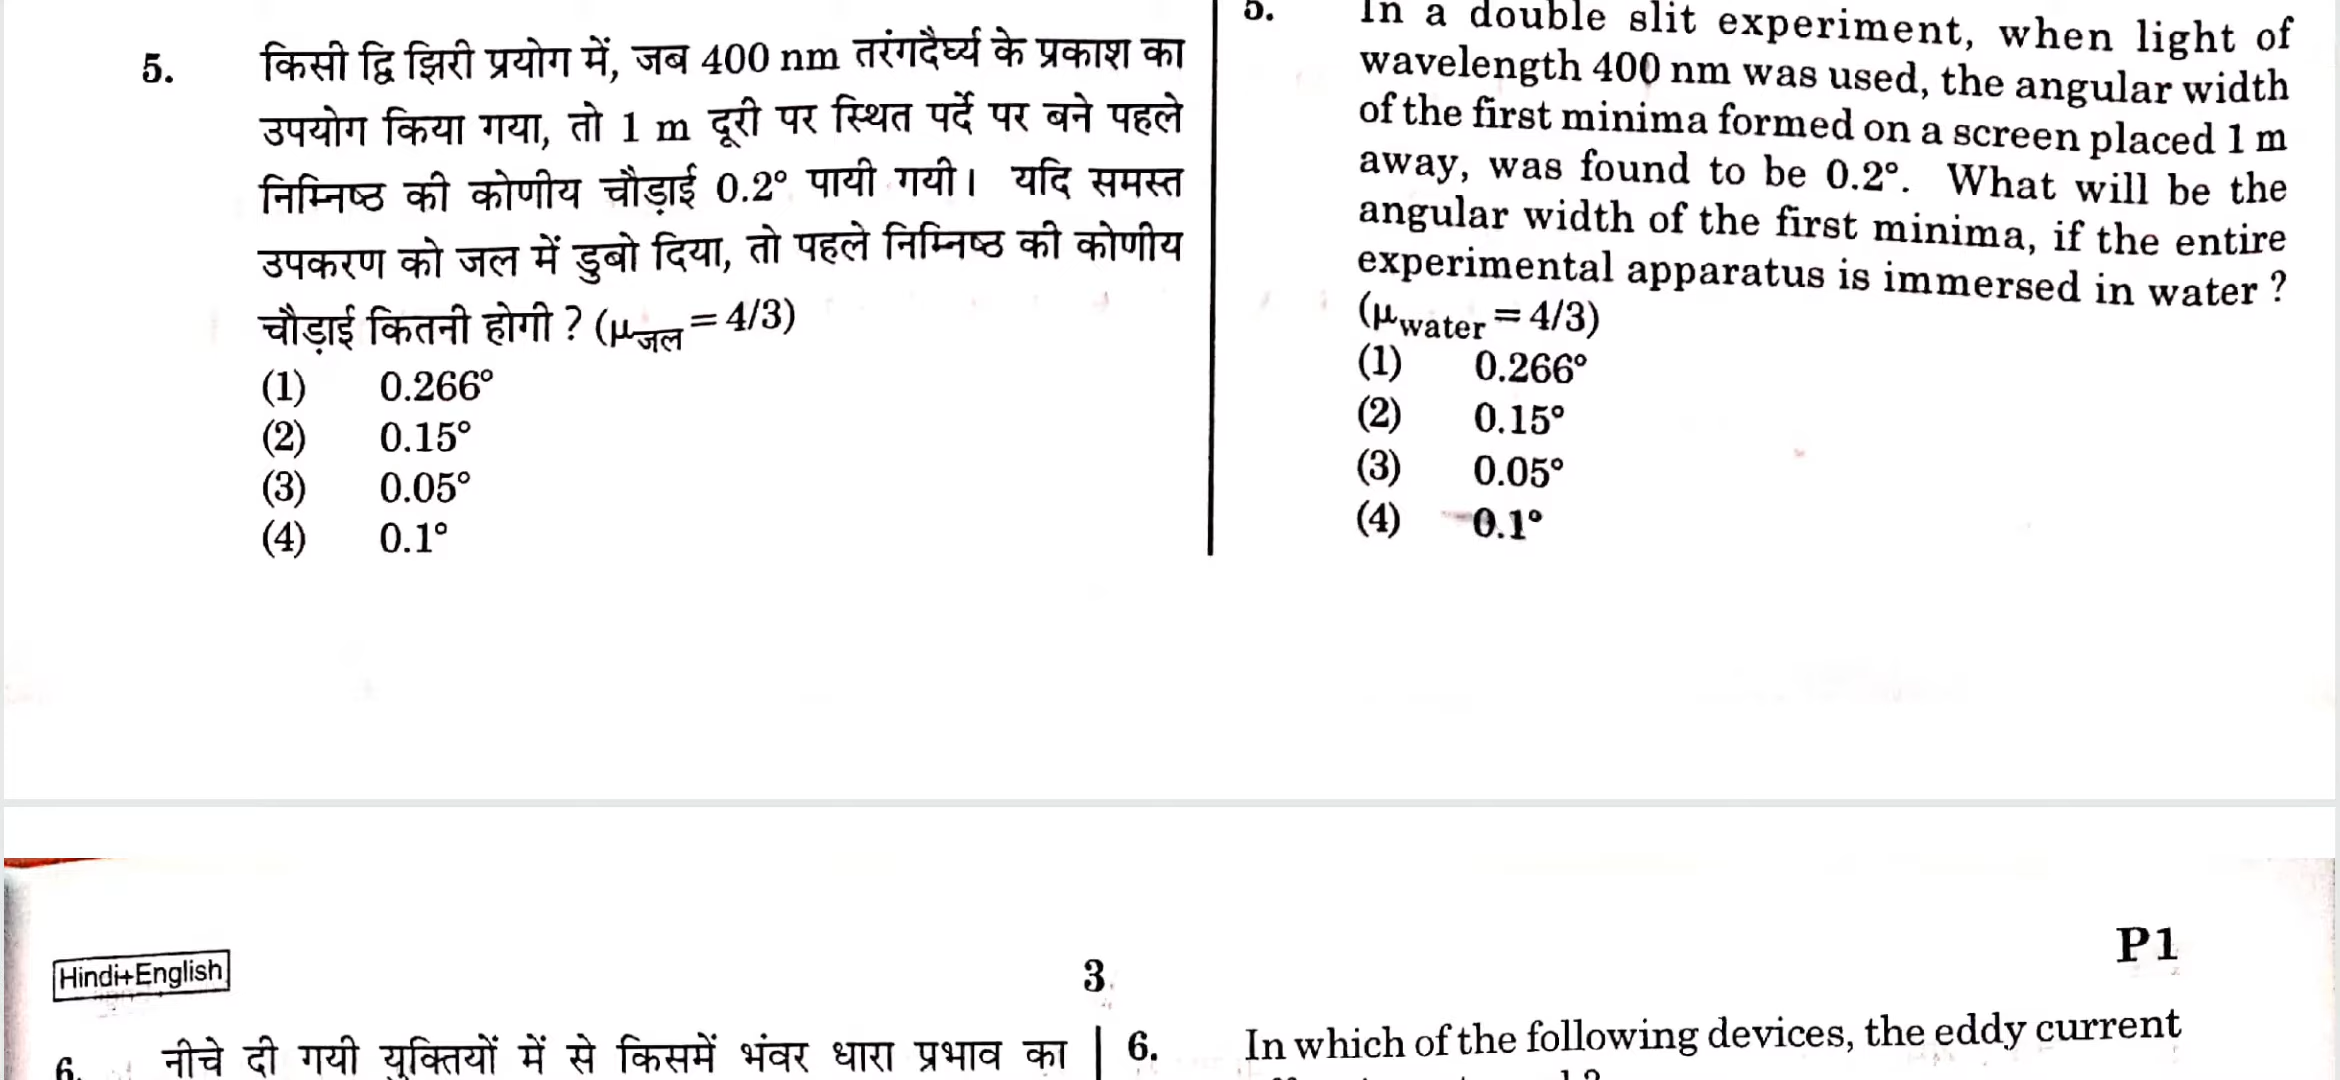 5. किसी द्वि झिरी प्रयोग में, जब 400 nm तरंगदैर्घ्य के प्रकाश का
उपयोग किया गया, तो 1 m दूरी पर स्थित पर्दे पर बने पहले
निम्निष्ठ की कोणीय चौड़ाई 0.2° पायी गयी। यदि समस्त
उपकरण को जल में डुबो दिया, तो पहले निम्निष्ठ की कोणीय
चौड़ाई कितनी होगी ? (μजल = 4/3)
(1) 0.266°
(2) 0.15°
(3) 0.05°
(4) 0.1°
5. In a double slit experiment, when light of
wavelength 400 nm was used, the angular width
of the first minima formed on a screen placed 1 m
away, was found to be 0.2°. What will be the
angular width of the first minima, if the entire
experimental apparatus is immersed in water ?
(μwater = 4/3)
(1) 0.266°
(2) 0.15°
(3) 0.05°
(4) 0.1°
P1
Hindi+English
3
6. नीचे दी गयी युक्तियों में से किसमें भंवर धारा प्रभाव का
6. In which of the following devices, the eddy current